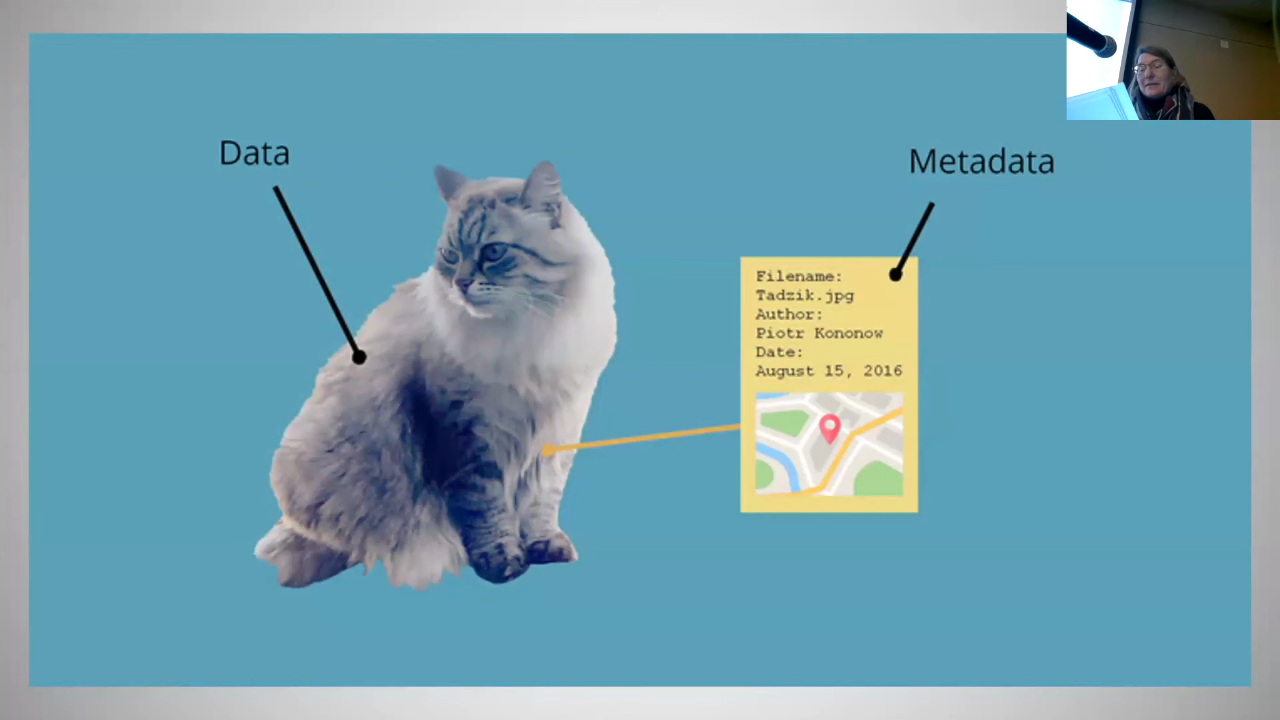 Data
Metadata
Filename:
Tadzik.jpg
Author:
Piotr Kononow
Date:
August 15, 2016